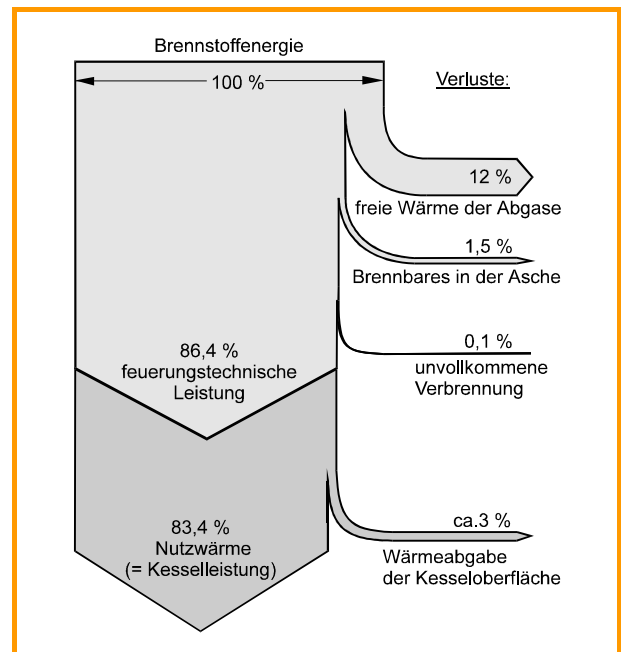 Brennstoffenergie
100 %
Verluste:
12 %
freie Wärme der Abgase
1,5 %
Brennbares in der Asche
0,1 %
unvollkommene
Verbrennung
86,4 %
feuerungstechnische
Leistung
ca.3 %
Wärmeabgabe
der Kesseloberfläche
83,4 %
Nutzwärme
(= Kesselleistung)